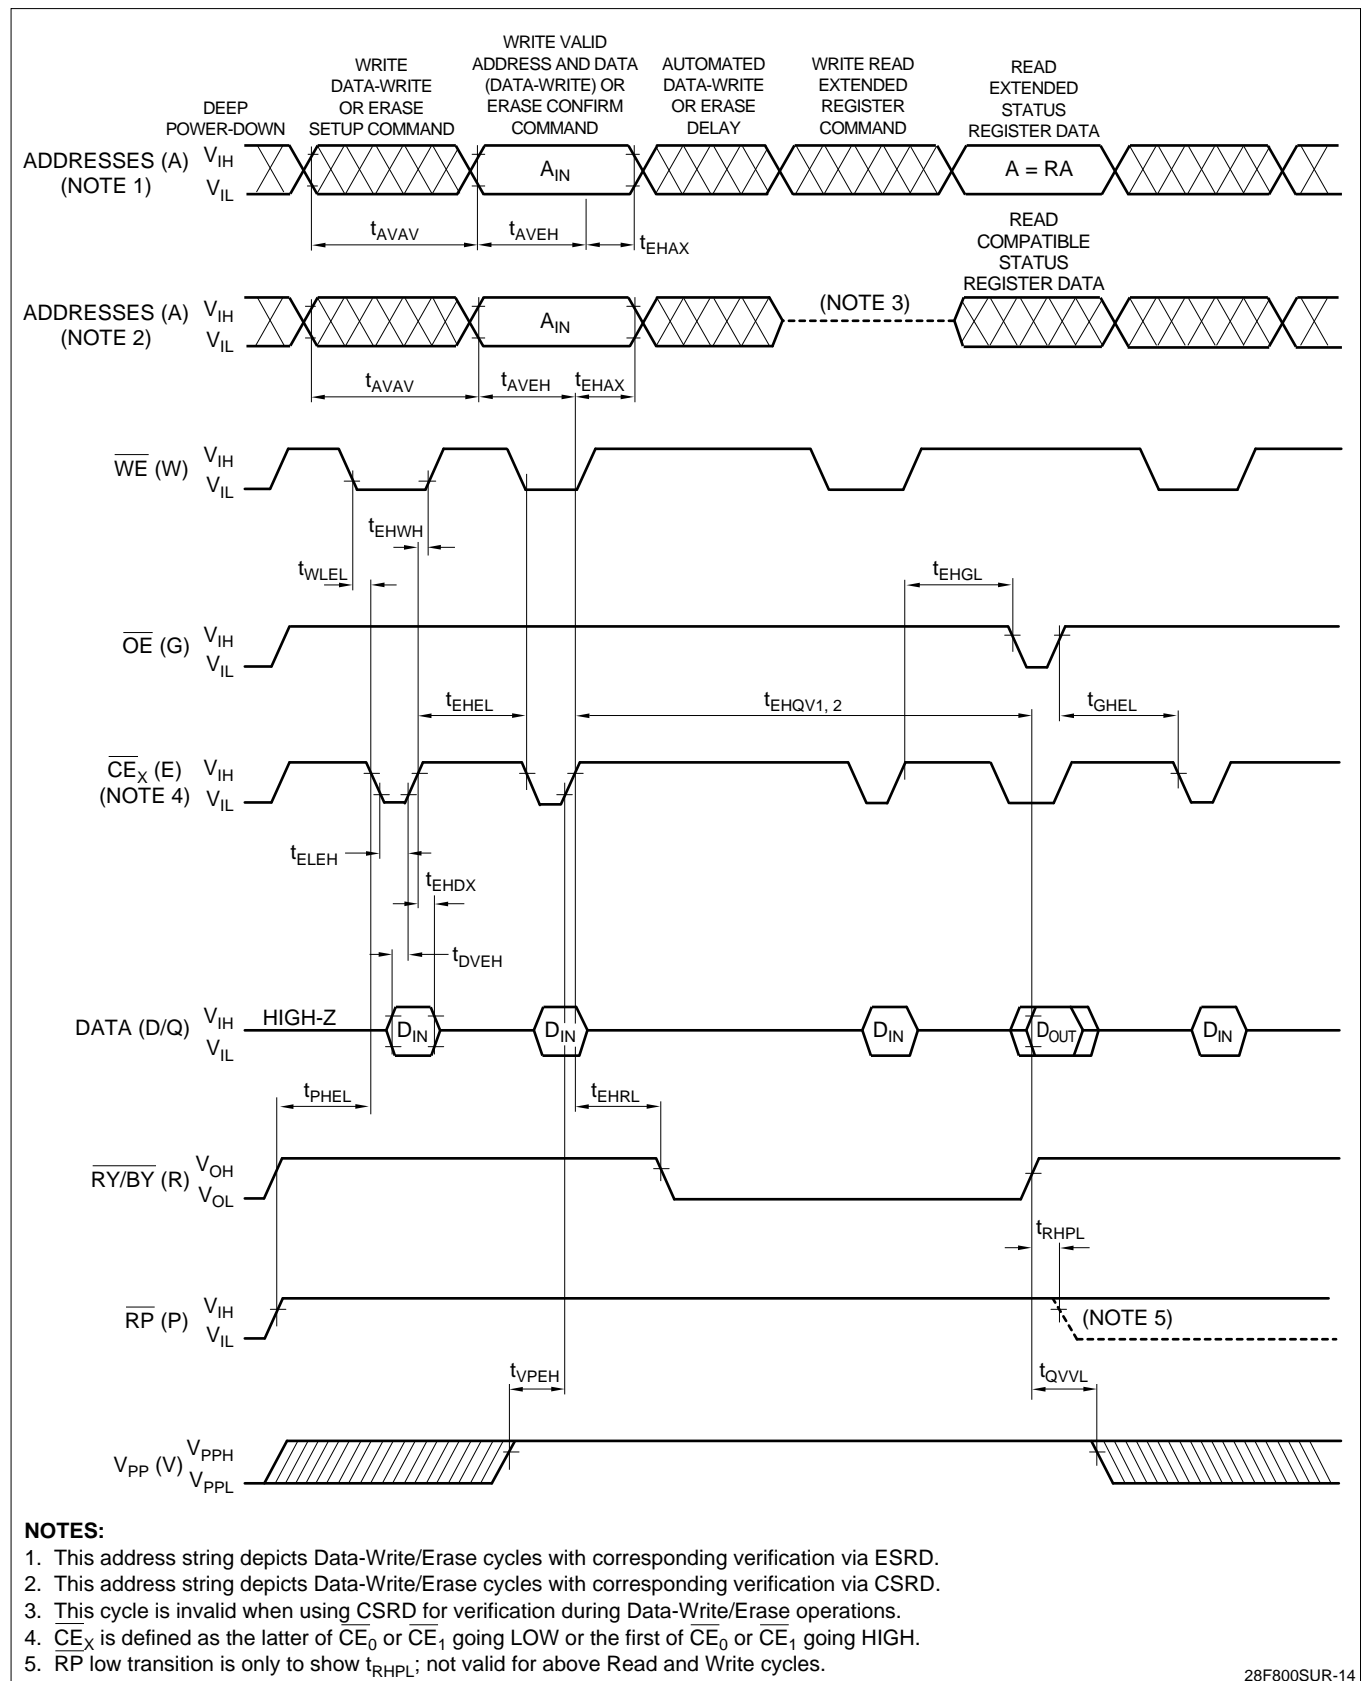 DEEP
POWER-DOWN
WRITE
DATA-WRITE
OR ERASE
SETUP COMMAND
WRITE VALID
ADDRESS AND DATA
(DATA-WRITE) OR
ERASE CONFIRM
COMMAND
AUTOMATED
DATA-WRITE
OR ERASE
DELAY
WRITE READ
EXTENDED
REGISTER
COMMAND
READ
EXTENDED
STATUS
REGISTER DATA
ADDRESSES (A)
(NOTE 1)
VIH
VIL
AIN
A = RA
tAVAV
tAVEH
tEHAX
READ
COMPATIBLE
STATUS
REGISTER DATA
ADDRESSES (A)
(NOTE 2)
VIH
VIL
AIN
(NOTE 3)
tAVAV
tAVEH
tEHAX
WE (W)
VIH
VIL
tEHWH
tWLEL
tEHGL
OE (G)
VIH
VIL
tEHEL
tEHQV1, 2
tGHEL
CEX (E)
(NOTE 4)
VIH
VIL
tELEH
tEHDX
tDVEH
DATA (D/Q)
VIH
VIL
HIGH-Z
DIN
DIN
DIN
DOUT
DIN
tPHEL
tEHRL
RY/BY (R)
VOH
VOL
tRHPL
RP (P)
VIH
VIL
(NOTE 5)
tVPEH
tQVVL
VPP (V)
VPPH
VPPL
NOTES:
1. This address string depicts Data-Write/Erase cycles with corresponding verification via ESRD.
2. This address string depicts Data-Write/Erase cycles with corresponding verification via CSRD.
3. This cycle is invalid when using CSRD for verification during Data-Write/Erase operations.
4. CEX is defined as the latter of CE0 or CE1 going LOW or the first of CE0 or CE1 going HIGH.
5. RP low transition is only to show tRHPL; not valid for above Read and Write cycles.
28F800SUR-14